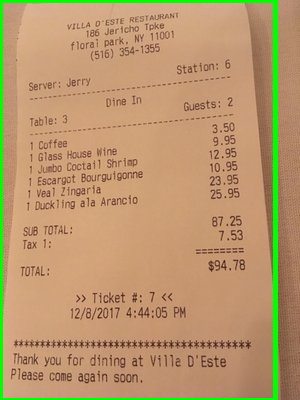 VILLA D'ESTE RESTAURANT
186 Jericho Tpke
floral park, NY 11001
(516) 354-1355
Server: Jerry Station: 6
Dine In
Table: 3 Guests: 2
1 Coffee 3.50
1 Glass House Wine 9.95
1 Jumbo Coctail Shrimp 12.95
1 Escargot Bourguigonne 10.95
1 Veal Zingaria 23.95
1 Duckling ala Arancio 25.95
SUB TOTAL: 87.25
Tax 1: 7.53
========
TOTAL: $94.78
>> Ticket #: 7 <<
12/8/2017 4:44:05 PM
****************************************
Thank you for dining at Villa D'Este
Please come again soon.